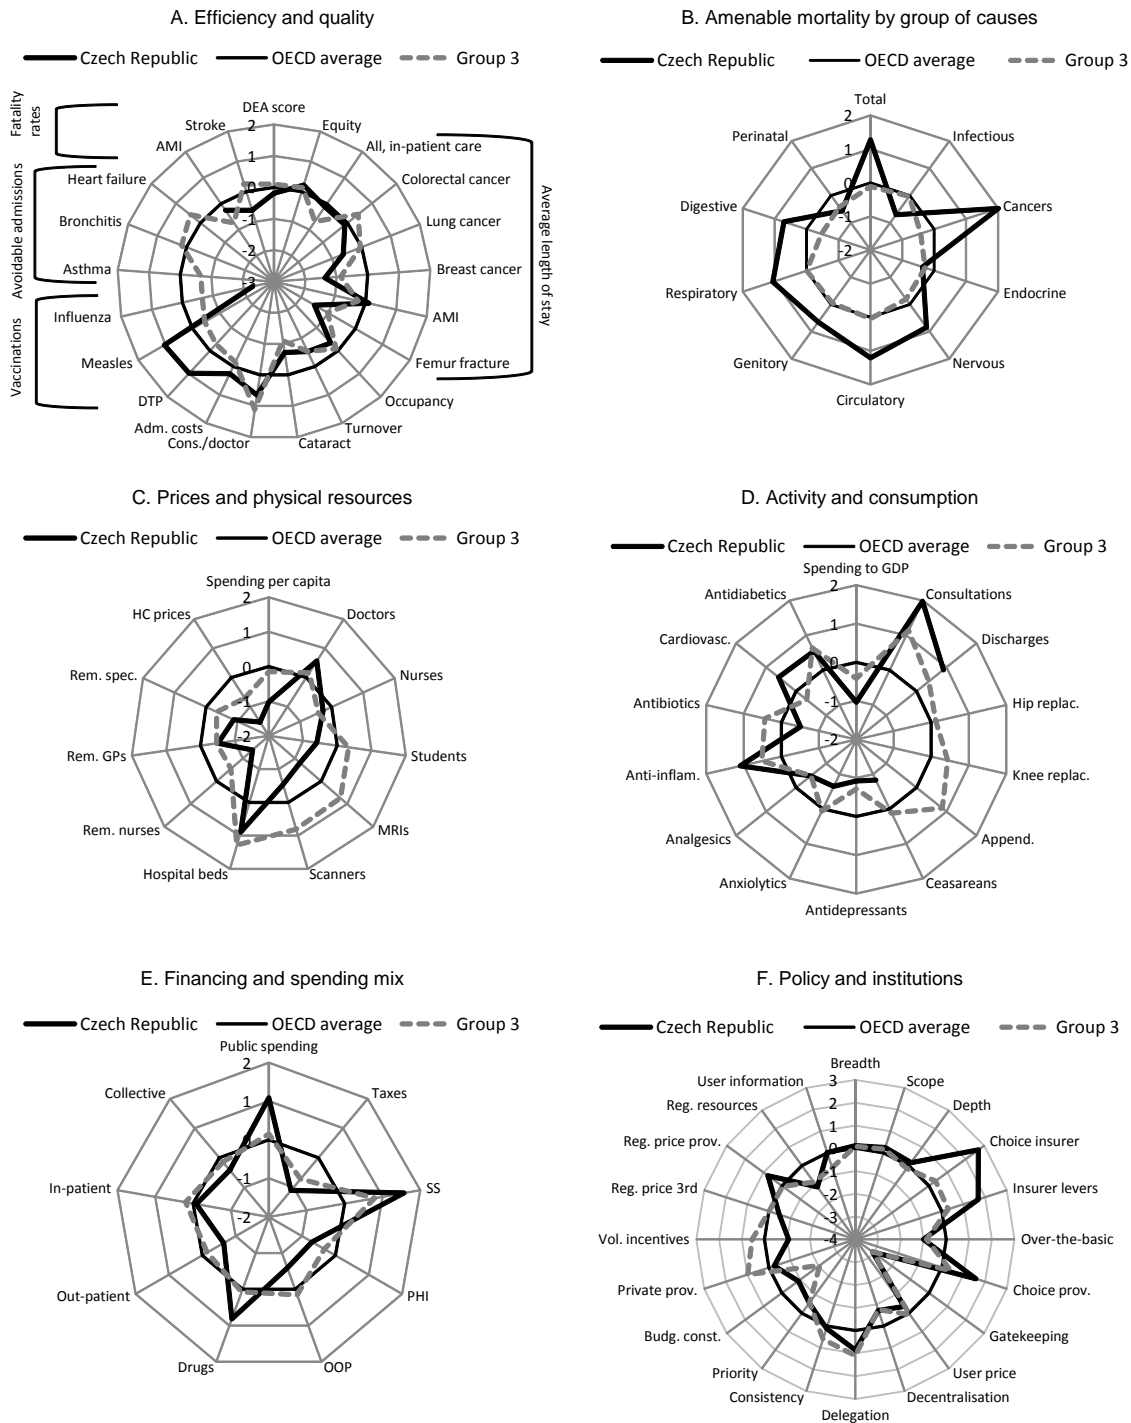 A. Efficiency and quality
Czech Republic OECD average Group 3
Fatality rates
Avoidable admissions
Vaccinations
Average length of stay
DEA score
Equity
All, in-patient care
Colorectal cancer
Lung cancer
Breast cancer
AMI
Femur fracture
Occupancy
Turnover
Cataract
Cons./doctor
Adm. costs
DTP
Measles
Influenza
Asthma
Bronchitis
Heart failure
AMI
Stroke
2
1
0
-1
-2
-3
B. Amenable mortality by group of causes
Czech Republic OECD average Group 3
Total
Infectious
Cancers
Endocrine
Nervous
Circulatory
Genitory
Respiratory
Digestive
Perinatal
2
1
0
-1
-2
C. Prices and physical resources
Czech Republic OECD average Group 3
Spending per capita
Doctors
Nurses
Students
MRIs
Scanners
Hospital beds
Rem. nurses
Rem. GPs
Rem. spec.
HC prices
2
1
0
-1
-2
D. Activity and consumption
Czech Republic OECD average Group 3
Spending to GDP
Consultations
Discharges
Hip replac.
Knee replac.
Append.
Ceasareans
Antidepressants
Anxiolytics
Analgesics
Anti-inflam.
Antibiotics
Cardiovasc.
Antidiabetics
2
1
0
-1
-2
E. Financing and spending mix
Czech Republic OECD average Group 3
Public spending
Taxes
SS
PHI
OOP
Drugs
Out-patient
In-patient
Collective
2
1
0
-1
-2
F. Policy and institutions
Czech Republic OECD average Group 3
Breadth
Scope
Depth
Choice insurer
Insurer levers
Over-the-basic
Choice prov.
Gatekeeping
User price
Decentralisation
Delegation
Consistency
Priority
Budg. const.
Private prov.
Vol. incentives
Reg. price 3rd
Reg. price prov.
Reg. resources
User information
3
2
1
0
-1
-2
-3
-4